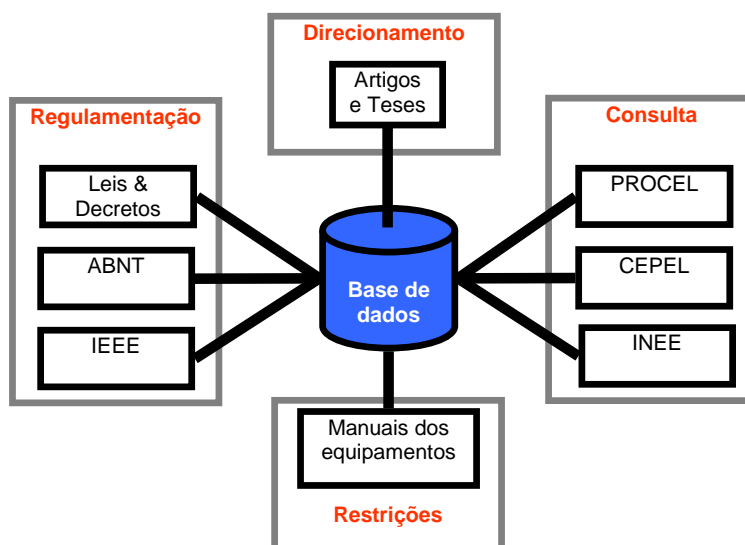 Direcionamento
Artigos
e Teses
Regulamentação
Leis &
Decretos
ABNT
IEEE
Base de
dados
Consulta
PROCEL
CEPEL
INEE
Manuais dos
equipamentos
Restrições